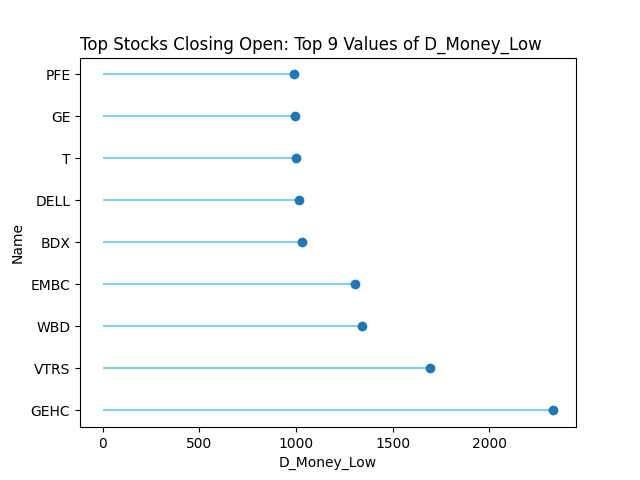 Top Stocks Closing Open: Top 9 Values of D_Money_Low
PFE
GE
T
DELL
BDX
EMBC
WBD
VTRS
GEHC
Name
0 500 1000 1500 2000
D_Money_Low